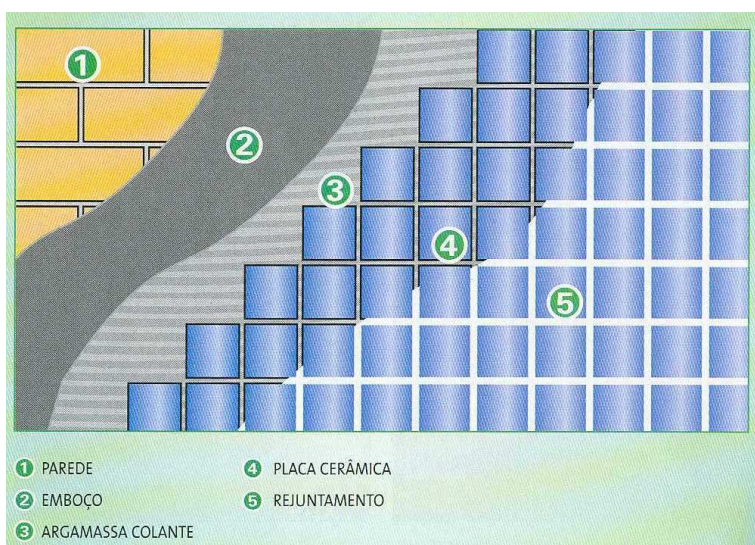 1
2
3
4
5
1 PAREDE
2 EMBOÇO
3 ARGAMASSA COLANTE
4 PLACA CERÂMICA
5 REJUNTAMENTO